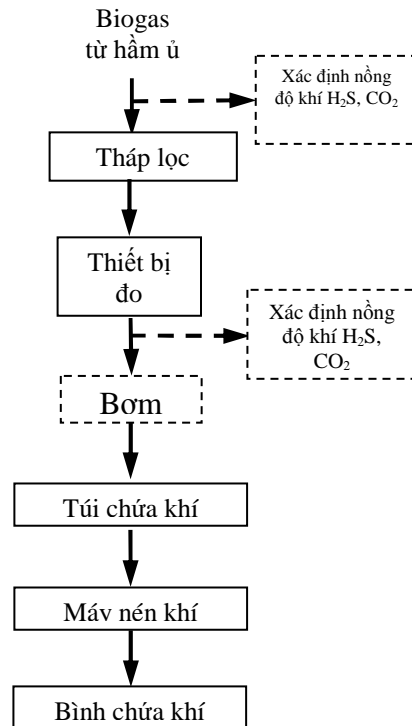 Biogas
từ hầm ủ
Xác định nồng
độ khí H₂S, CO₂
Tháp lọc
Thiết bị
đo
Xác định nồng
độ khí H₂S,
CO₂
Bơm
Túi chứa khí
Máv nén khí
Bình chứa khí